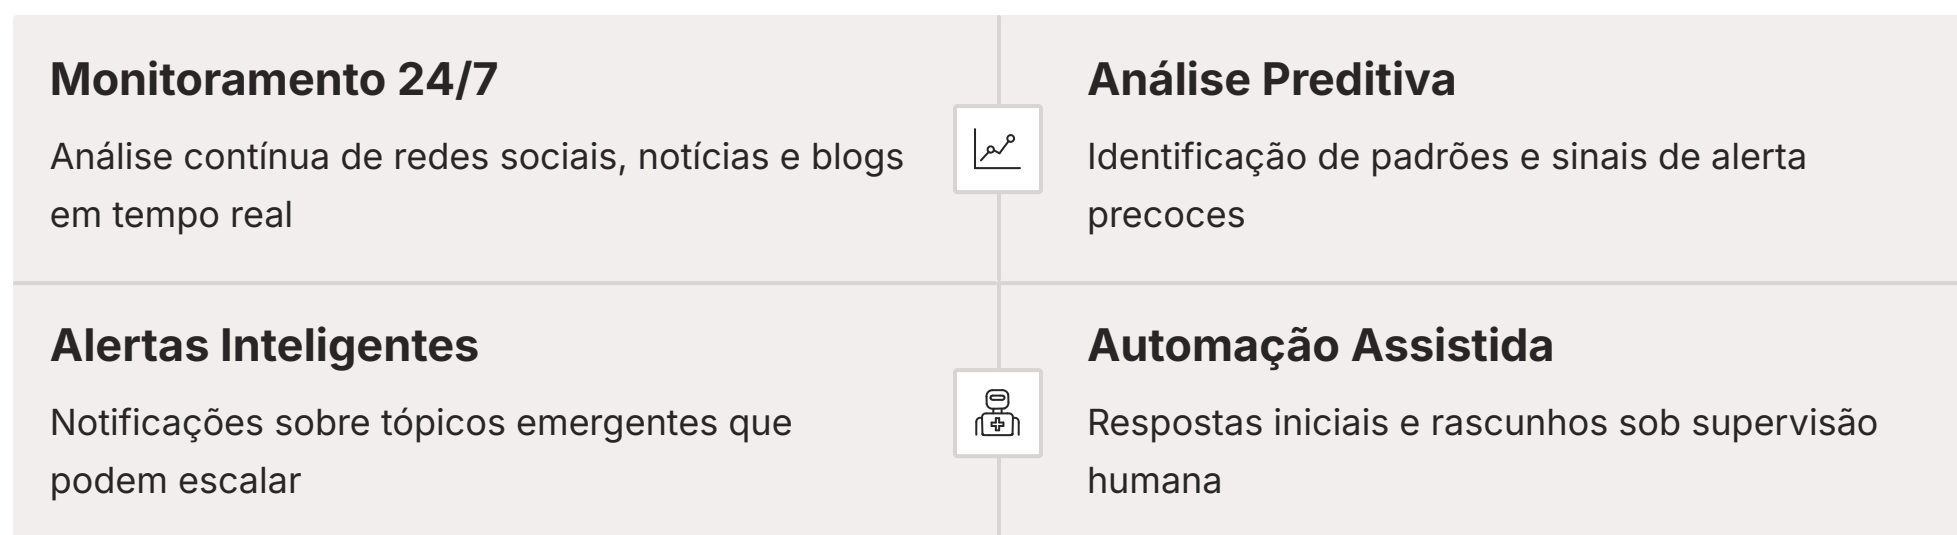 Monitoramento 24/7
Análise contínua de redes sociais, notícias e blogs
em tempo real
Análise Preditiva
Identificação de padrões e sinais de alerta
precoces
Alertas Inteligentes
Notificações sobre tópicos emergentes que
podem escalar
Automação Assistida
Respostas iniciais e rascunhos sob supervisão
humana